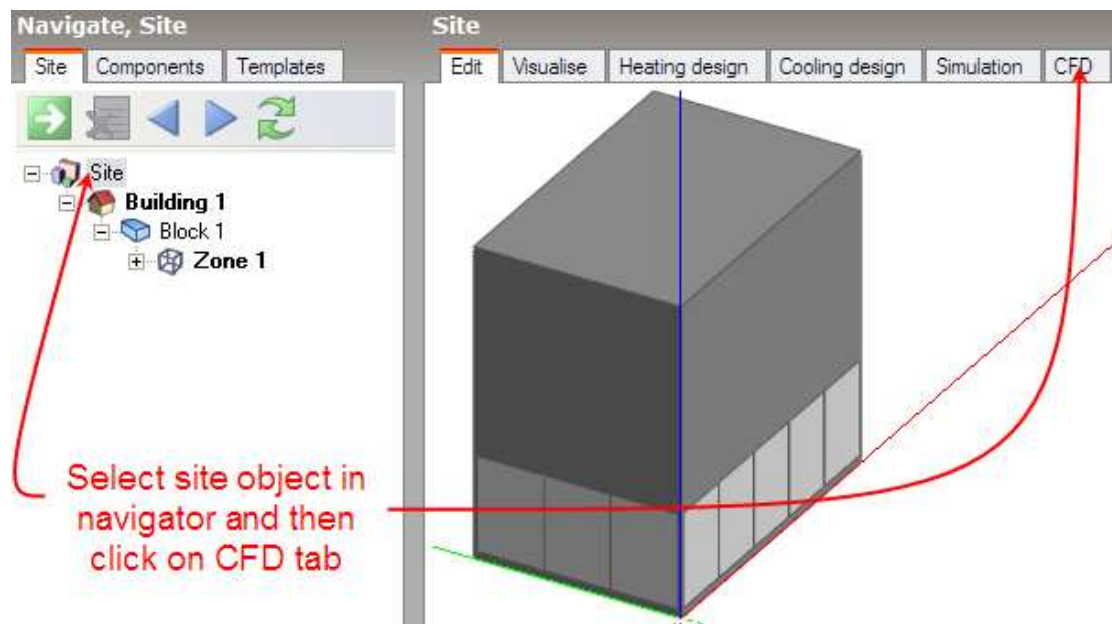 Navigate, Site
Site
Site Components Templates
Edit Visualise Heating design Cooling design Simulation CFD
Site
Building 1
Block 1
Zone 1
Select site object in
navigator and then
click on CFD tab